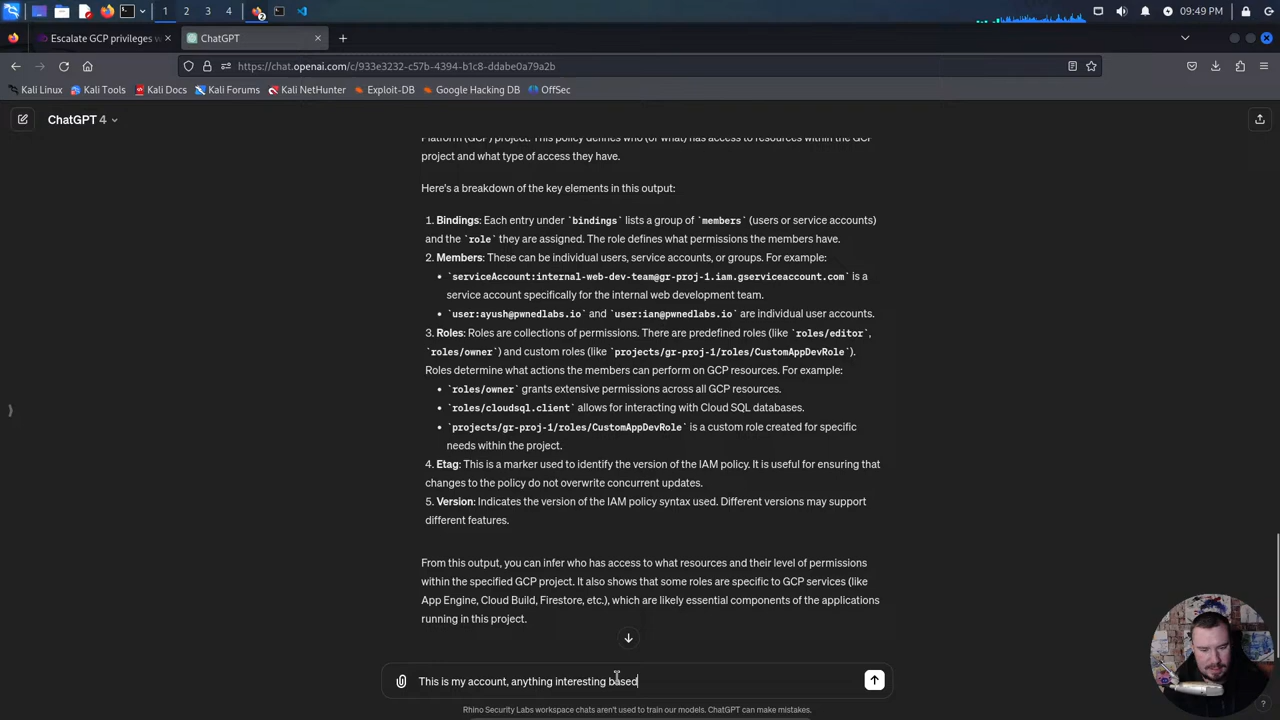 1
2
3
4
2
09:49 PM
Escalate GCP privileges w
ChatGPT
https://chat.openai.com/c/933e3232-c57b-4394-b1c8-ddabe0a79a2b
Kali Linux
Kali Tools
Kali Docs
Kali Forums
Kali NetHunter
Exploit-DB
Google Hacking DB
OffSec
ChatGPT 4
Platform (GCP) project. This policy defines who (or what) has access to resources within the GCP
project and what type of access they have.
Here's a breakdown of the key elements in this output:
1. Bindings: Each entry under `bindings` lists a group of `members` (users or service accounts)
and the `role` they are assigned. The role defines what permissions the members have.
2. Members: These can be individual users, service accounts, or groups. For example:
• `serviceAccount:internal-web-dev-team@gr-proj-1.iam.gserviceaccount.com` is a
service account specifically for the internal web development team.
• `user:ayush@pwnedlabs.io` and `user:ian@pwnedlabs.io` are individual user accounts.
3. Roles: Roles are collections of permissions. There are predefined roles (like `roles/editor`,
`roles/owner`) and custom roles (like `projects/gr-proj-1/roles/CustomAppDevRole`).
Roles determine what actions the members can perform on GCP resources. For example:
• `roles/owner` grants extensive permissions across all GCP resources.
• `roles/cloudsql.client` allows for interacting with Cloud SQL databases.
• `projects/gr-proj-1/roles/CustomAppDevRole` is a custom role created for specific
needs within the project.
4. Etag: This is a marker used to identify the version of the IAM policy. It is useful for ensuring that
changes to the policy do not overwrite concurrent updates.
5. Version: Indicates the version of the IAM policy syntax used. Different versions may support
different features.
From this output, you can infer who has access to what resources and their level of permissions
within the specified GCP project. It also shows that some roles are specific to GCP services (like
App Engine, Cloud Build, Firestore, etc.), which are likely essential components of the applications
running in this project.
This is my account, anything interesting based
Rhino Security Labs workspace chats aren't used to train our models. ChatGPT can make mistakes.
?